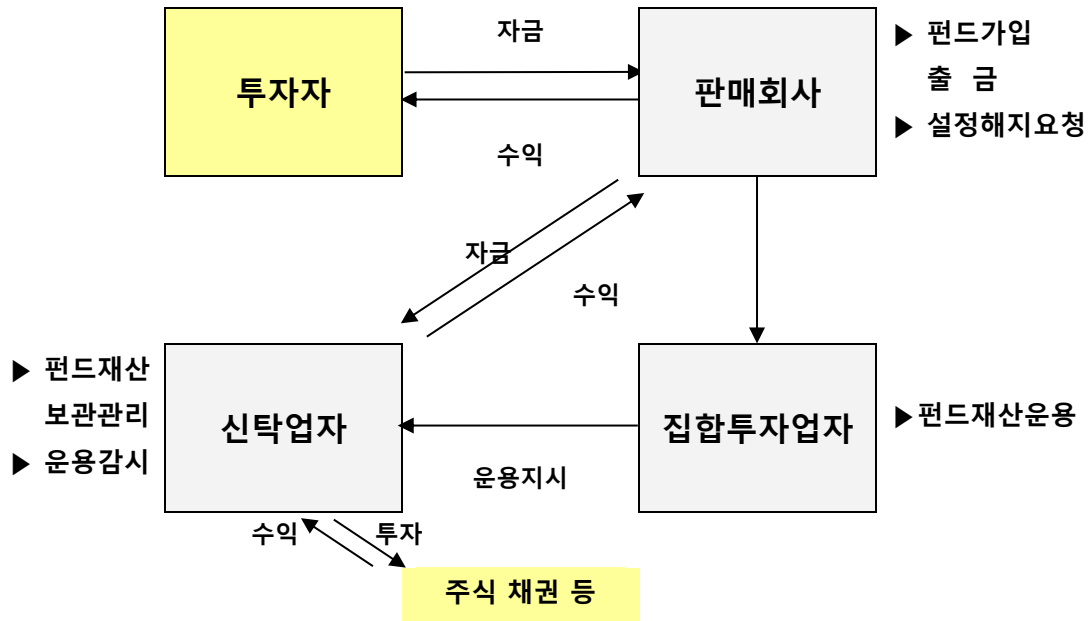 자금
투자자
판매회사
▶ 펀드가입
출 금
▶ 설정해지요청
수익
자금
수익
▶ 펀드재산
보관관리
▶ 운용감시
신탁업자
집합투자업자
▶펀드재산운용
운용지시
수익
투자
주식 채권 등